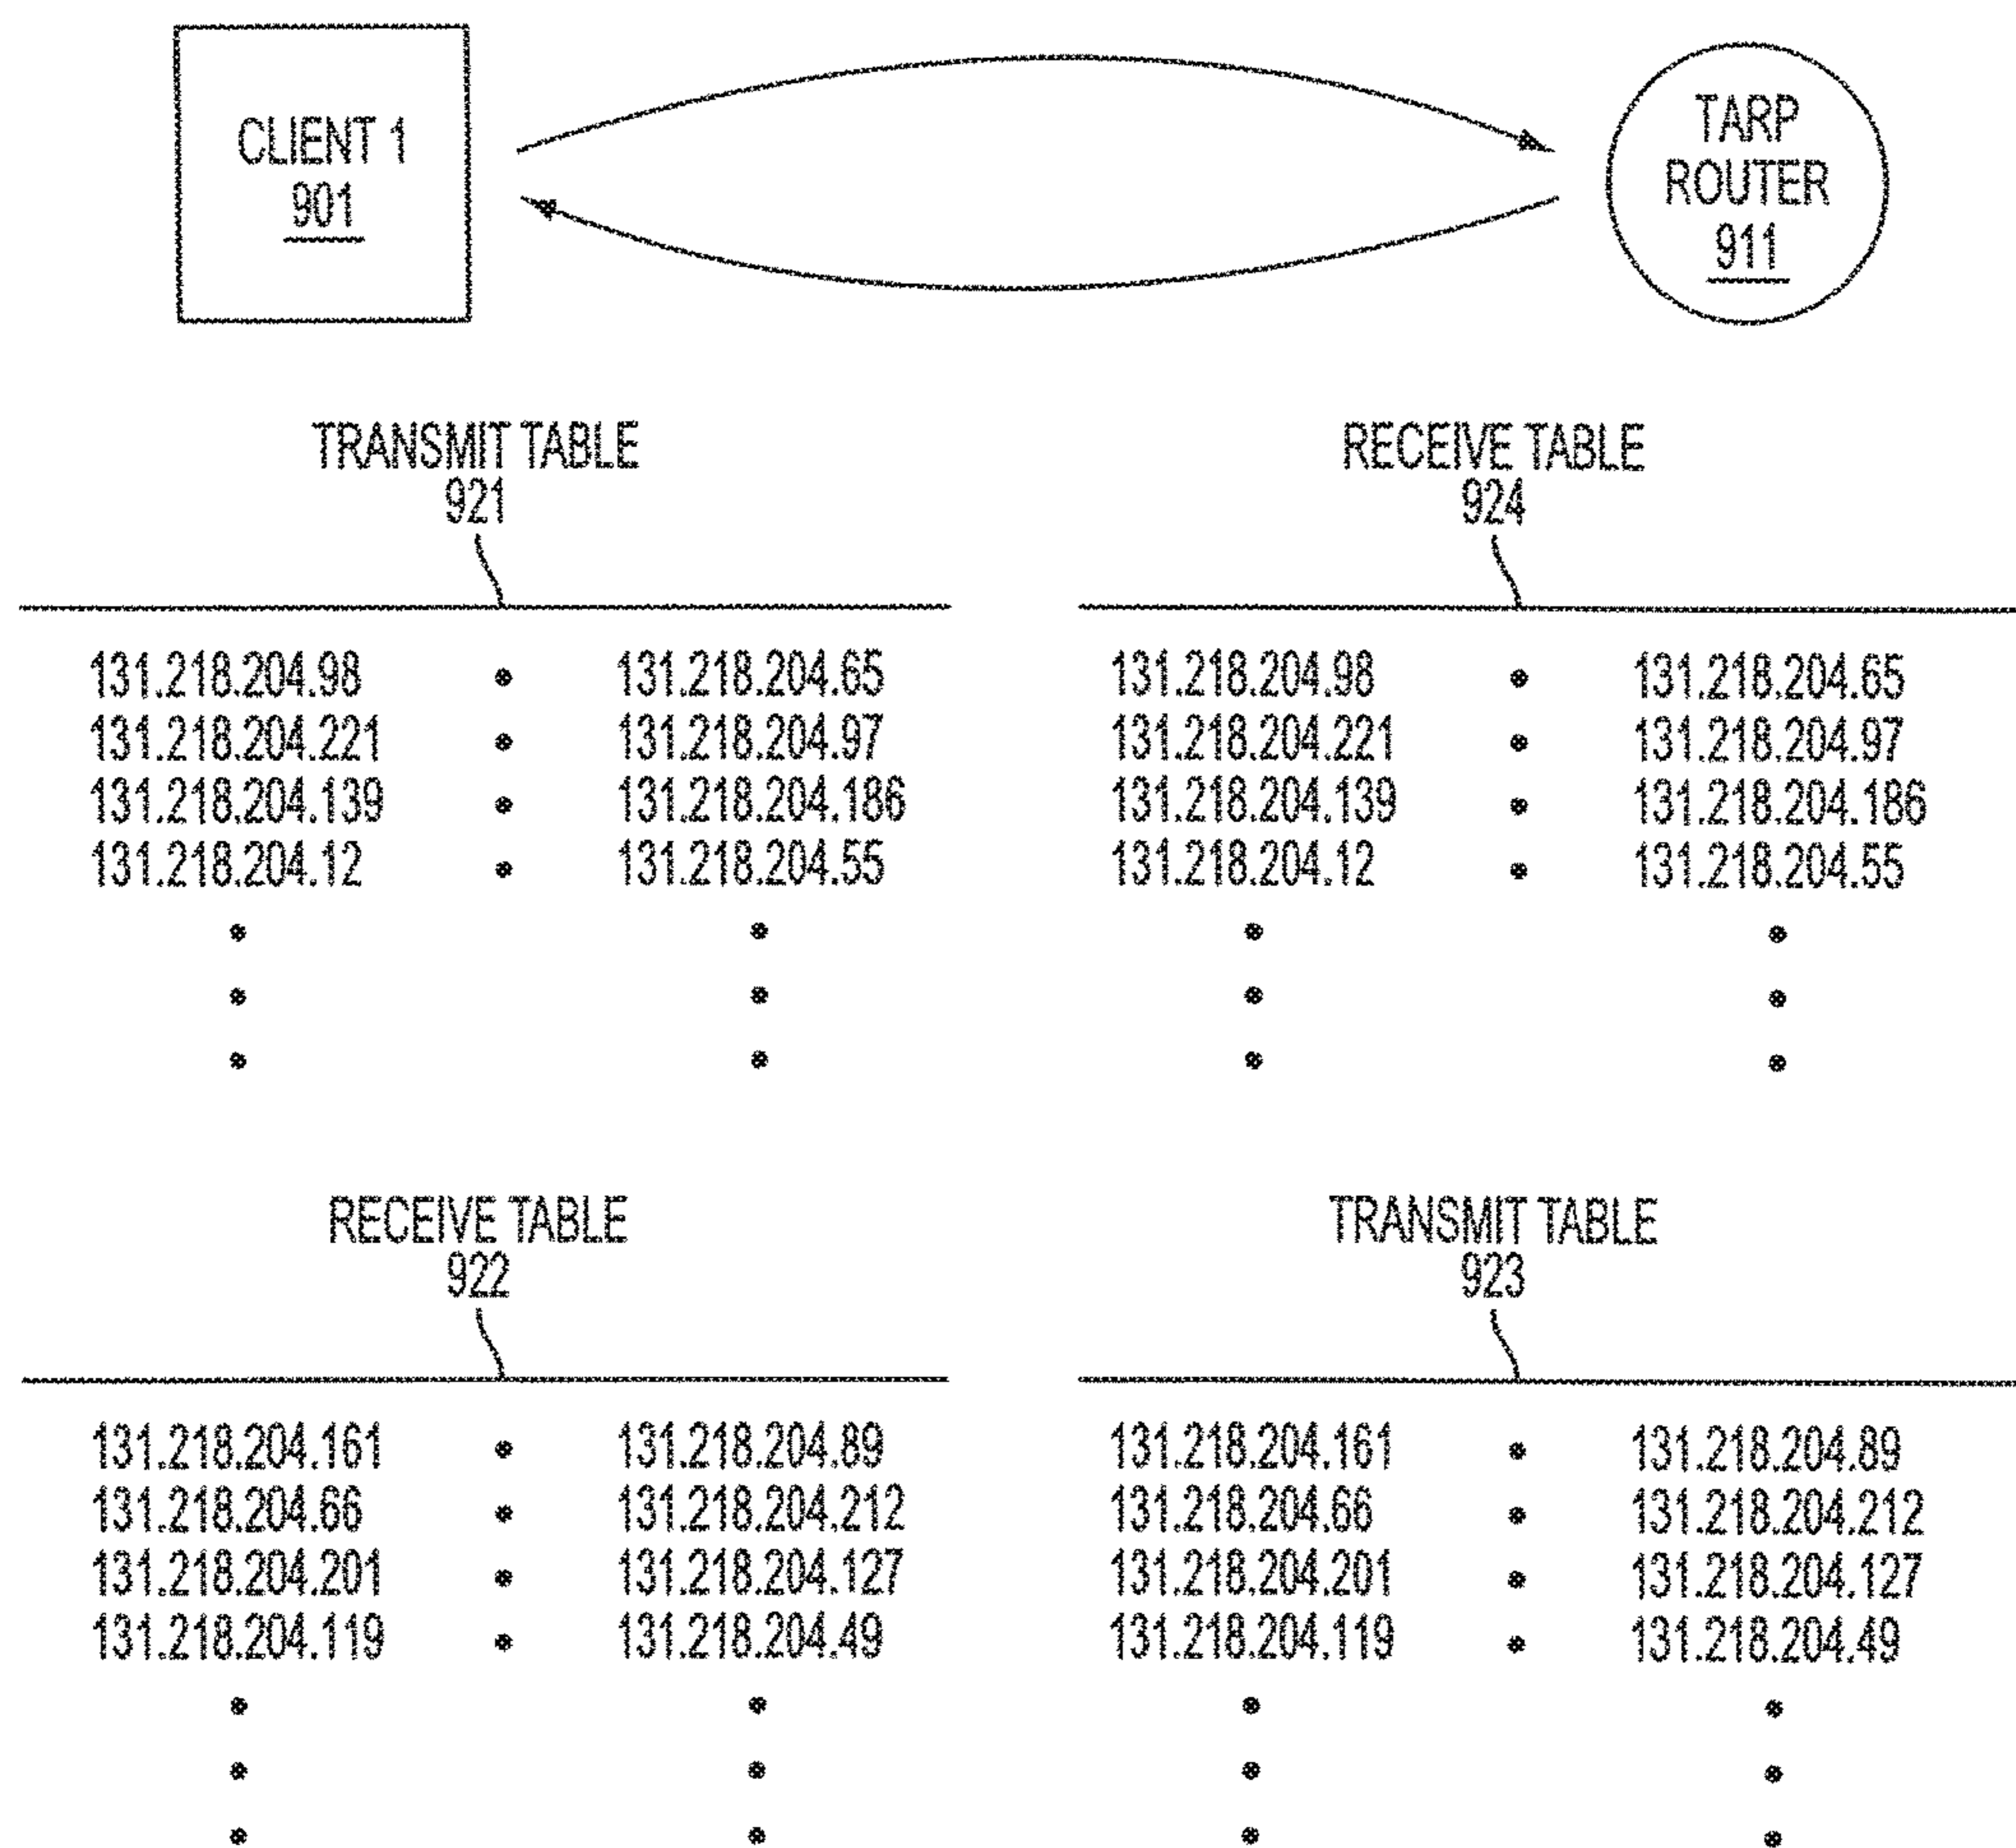 CLIENT 1
901
TARP
ROUTER
911
TRANSMIT TABLE
921
131.218.204.98 • 131.218.204.65
131.218.204.221 • 131.218.204.97
131.218.204.139 • 131.218.204.186
131.218.204.12 • 131.218.204.55
RECEIVE TABLE
924
131.218.204.98 • 131.218.204.65
131.218.204.221 • 131.218.204.97
131.218.204.139 • 131.218.204.186
131.218.204.12 • 131.218.204.55
RECEIVE TABLE
922
131.218.204.161 • 131.218.204.89
131.218.204.66 • 131.218.204.212
131.218.204.201 • 131.218.204.127
131.218.204.119 • 131.218.204.49
TRANSMIT TABLE
923
131.218.204.161 • 131.218.204.89
131.218.204.66 • 131.218.204.212
131.218.204.201 • 131.218.204.127
131.218.204.119 • 131.218.204.49